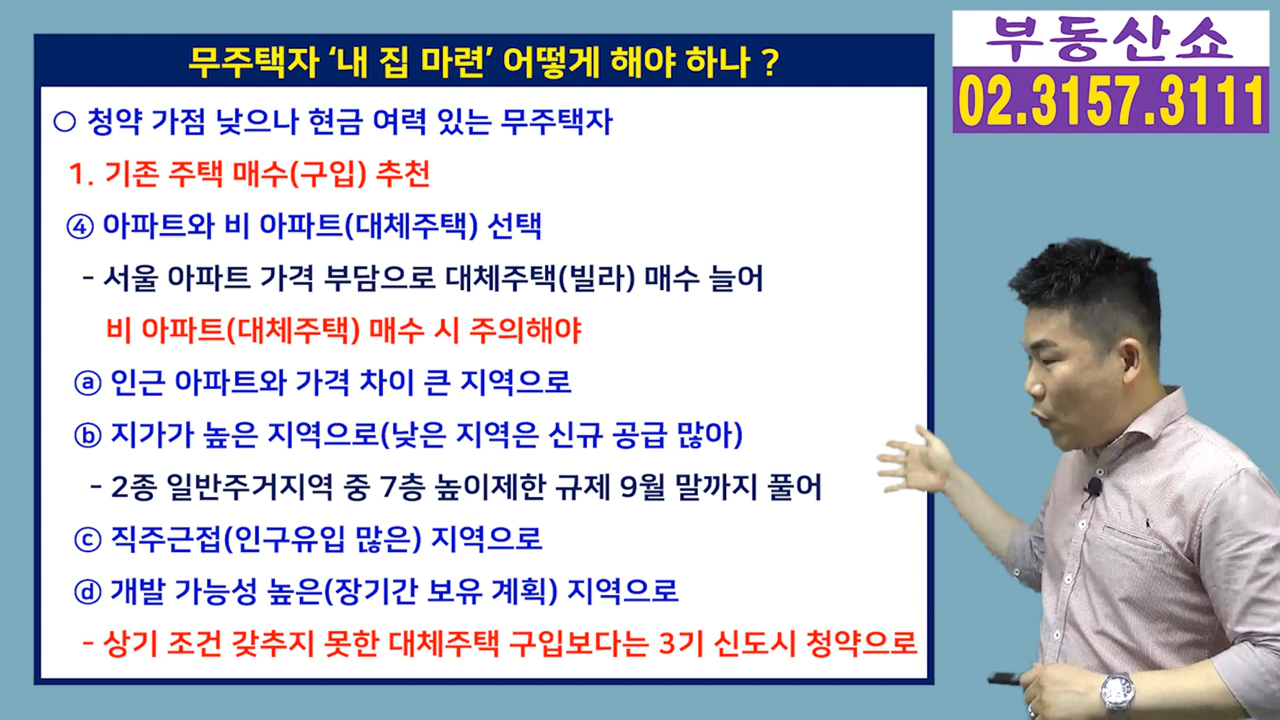 무주택자 '내 집 마련' 어떻게 해야 하나 ?
○ 청약 가점 낮으나 현금 여력 있는 무주택자
1. 기존 주택 매수(구입) 추천
④ 아파트와 비 아파트(대체주택) 선택
- 서울 아파트 가격 부담으로 대체주택(빌라) 매수 늘어
비 아파트(대체주택) 매수 시 주의해야
ⓐ 인근 아파트와 가격 차이 큰 지역으로
ⓑ 지가가 높은 지역으로(낮은 지역은 신규 공급 많아)
- 2종 일반주거지역 중 7층 높이제한 규제 9월 말까지 풀어
ⓒ 직주근접(인구유입 많은) 지역으로
ⓓ 개발 가능성 높은(장기간 보유 계획) 지역으로
- 상기 조건 갖추지 못한 대체주택 구입보다는 3기 신도시 청약으로
부동산쇼
02.3157.3111